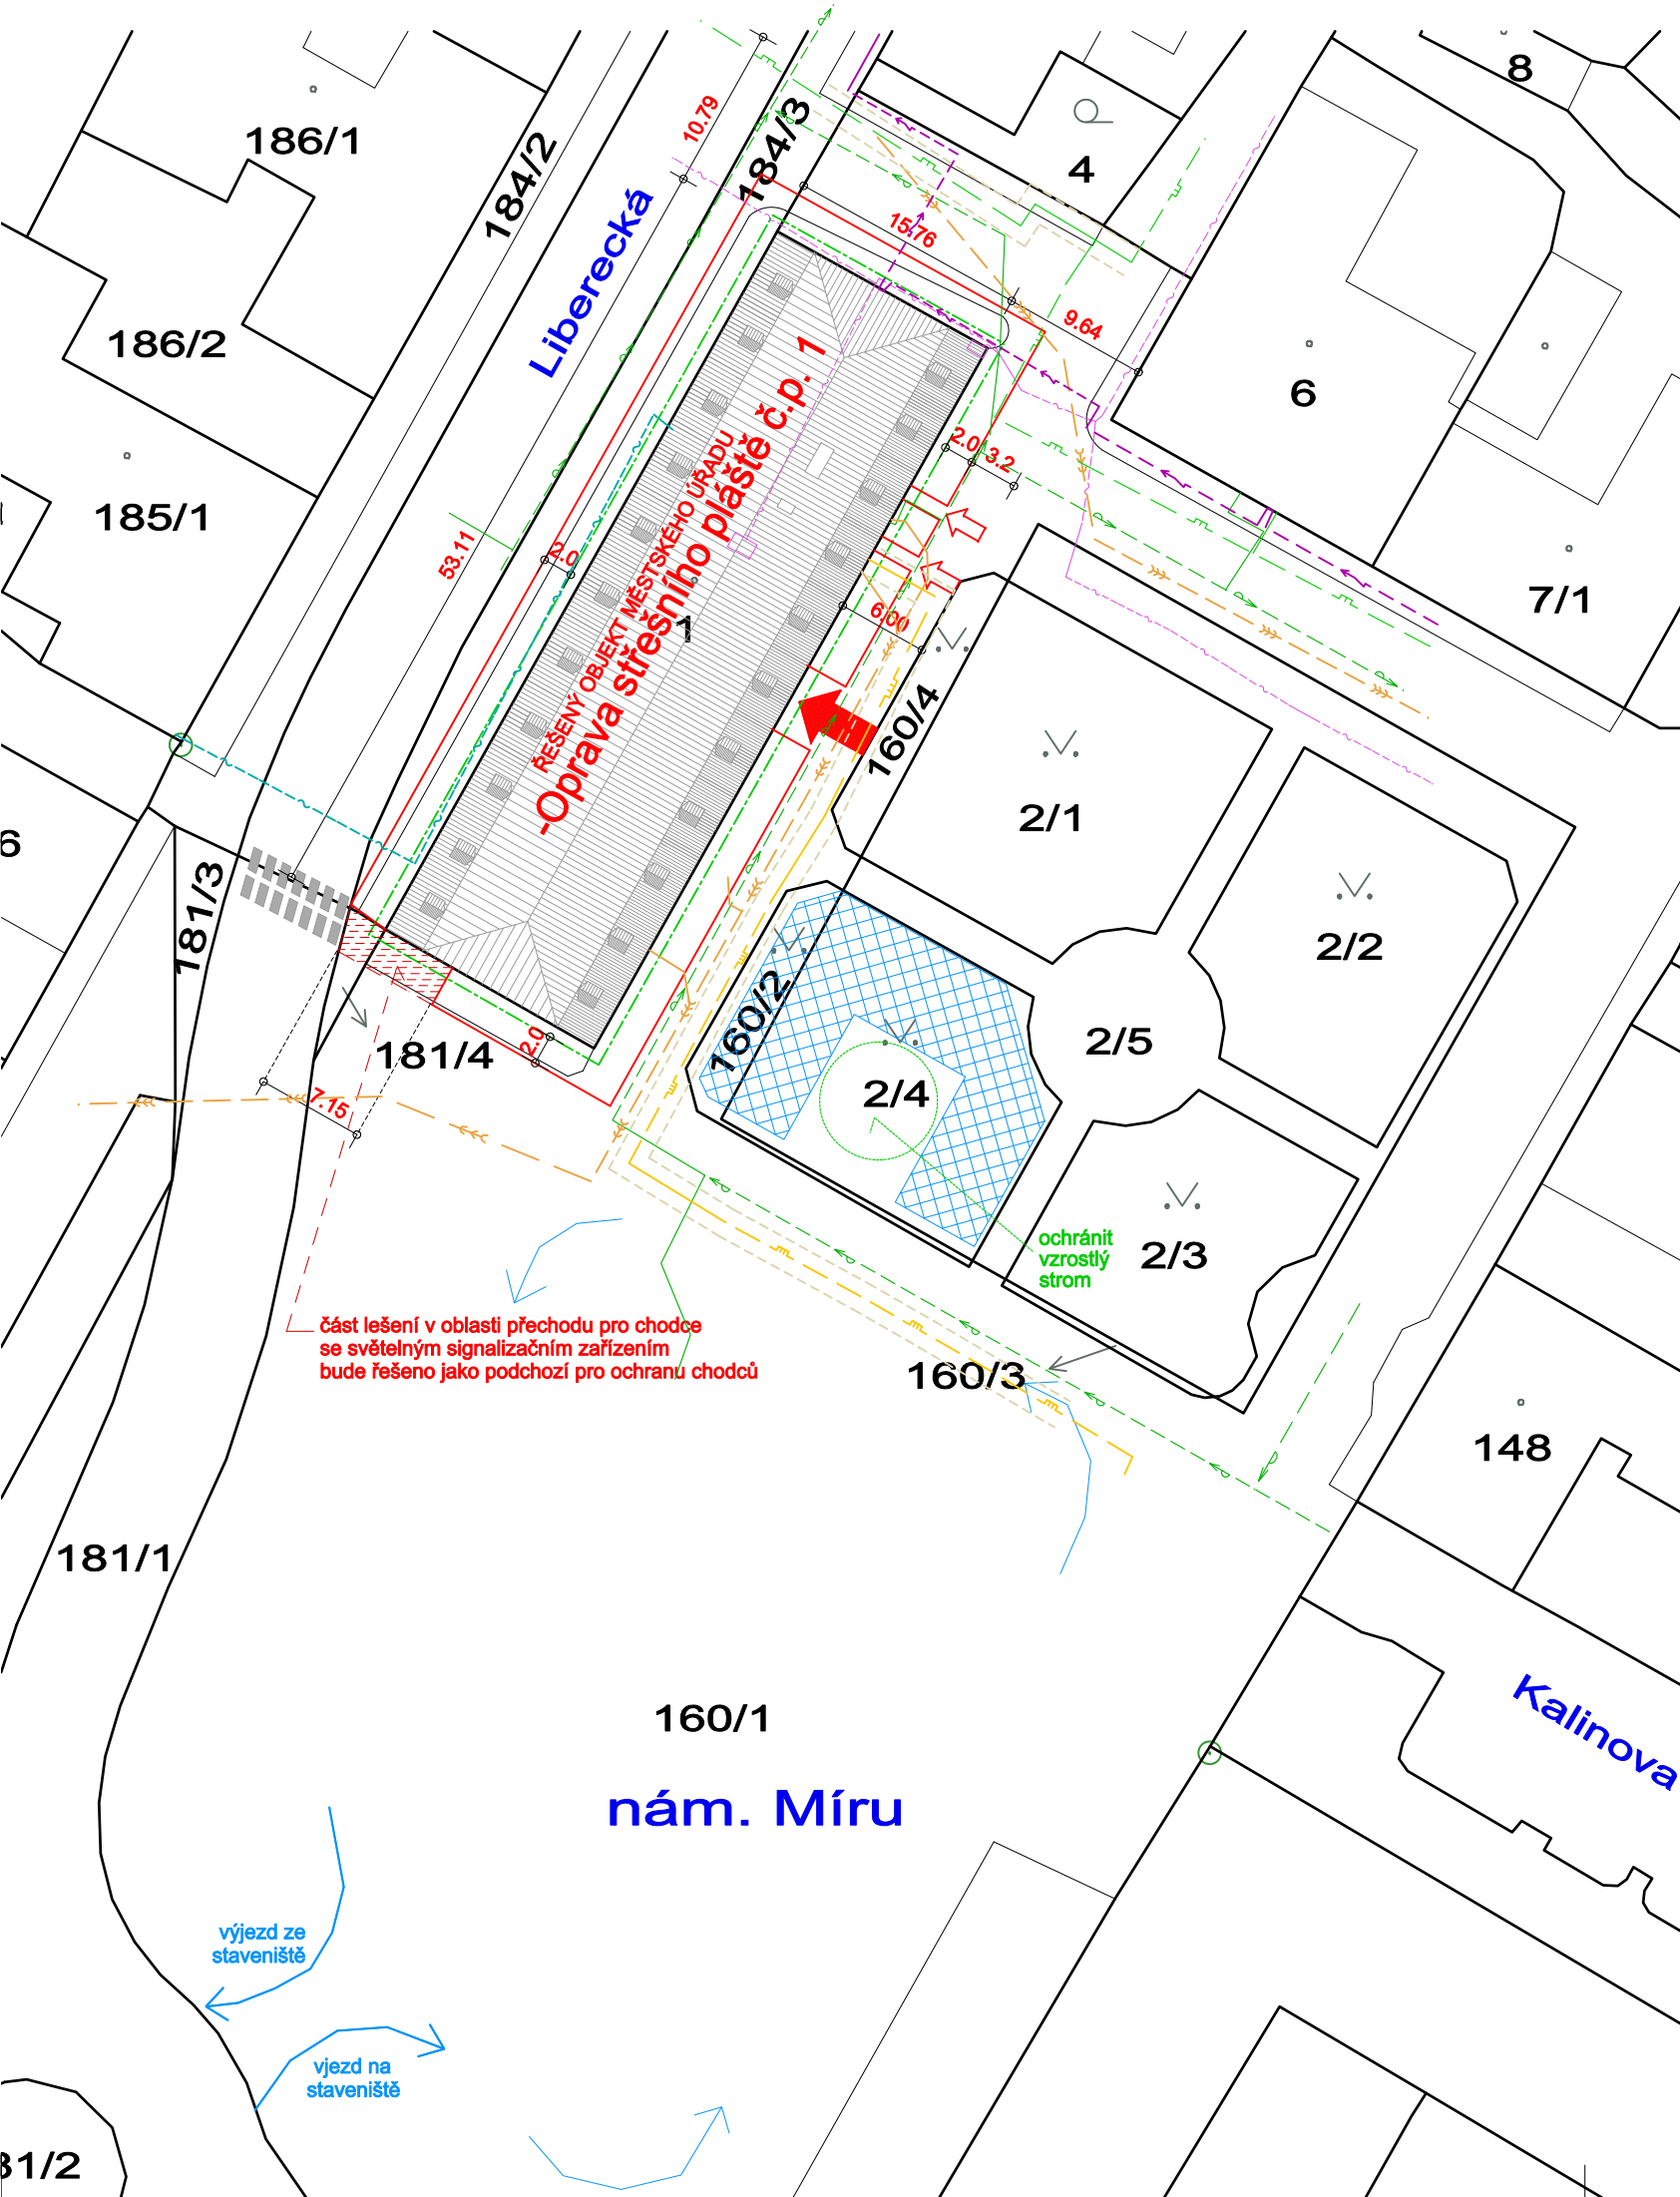 8
186/1
184/2
10.79
184/3
4
Liberecká
15.76
9.64
186/2
6
185/1
53.11
2.0
2.0
3.2
ŘEŠENÝ OBJEKT MĚSTSKÉHO ÚŘADU
-Oprava střešního pláště č.p. 1
1
6.00
7/1
160/4
2/1
6
181/3
2/2
160/2
181/4
2.0
2/5
2/4
7.15
ochránit
vzrostlý
strom
2/3
část lešení v oblasti přechodu pro chodce
se světelným signalizačním zařízením
bude řešeno jako podchozí pro ochranu chodců
160/3
148
181/1
160/1
Kalinova
nám. Míru
výjezd ze
staveniště
vjezd na
staveniště
81/2